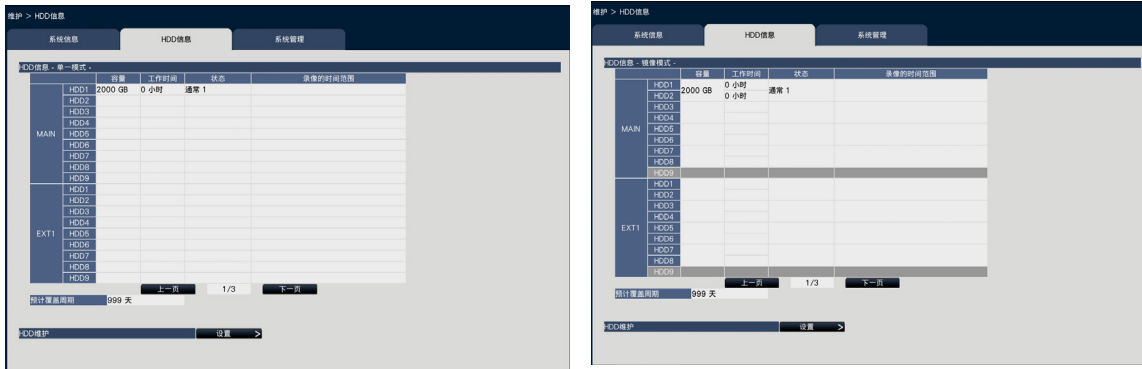 维护 > HDD信息
系统信息 HDD信息 系统管理
HDD信息 - 单一模式 -
容量 工作时间 状态 录像的时间范围
MAIN
HDD1 2000 GB 0 小时 通常 1
HDD2
HDD3
HDD4
HDD5
HDD6
HDD7
HDD8
HDD9
EXT1
HDD1
HDD2
HDD3
HDD4
HDD5
HDD6
HDD7
HDD8
HDD9
上一页 1/3 下一页
预计覆盖周期 999 天
HDD维护 设置 >
维护 > HDD信息
系统信息 HDD信息 系统管理
HDD信息 - 镜像模式 -
容量 工作时间 状态 录像的时间范围
MAIN
HDD1 2000 GB 0 小时 通常 1
HDD2 0 小时
HDD3
HDD4
HDD5
HDD6
HDD7
HDD8
HDD9
EXT1
HDD1
HDD2
HDD3
HDD4
HDD5
HDD6
HDD7
HDD8
HDD9
上一页 1/3 下一页
预计覆盖周期 999 天
HDD维护 设置 >